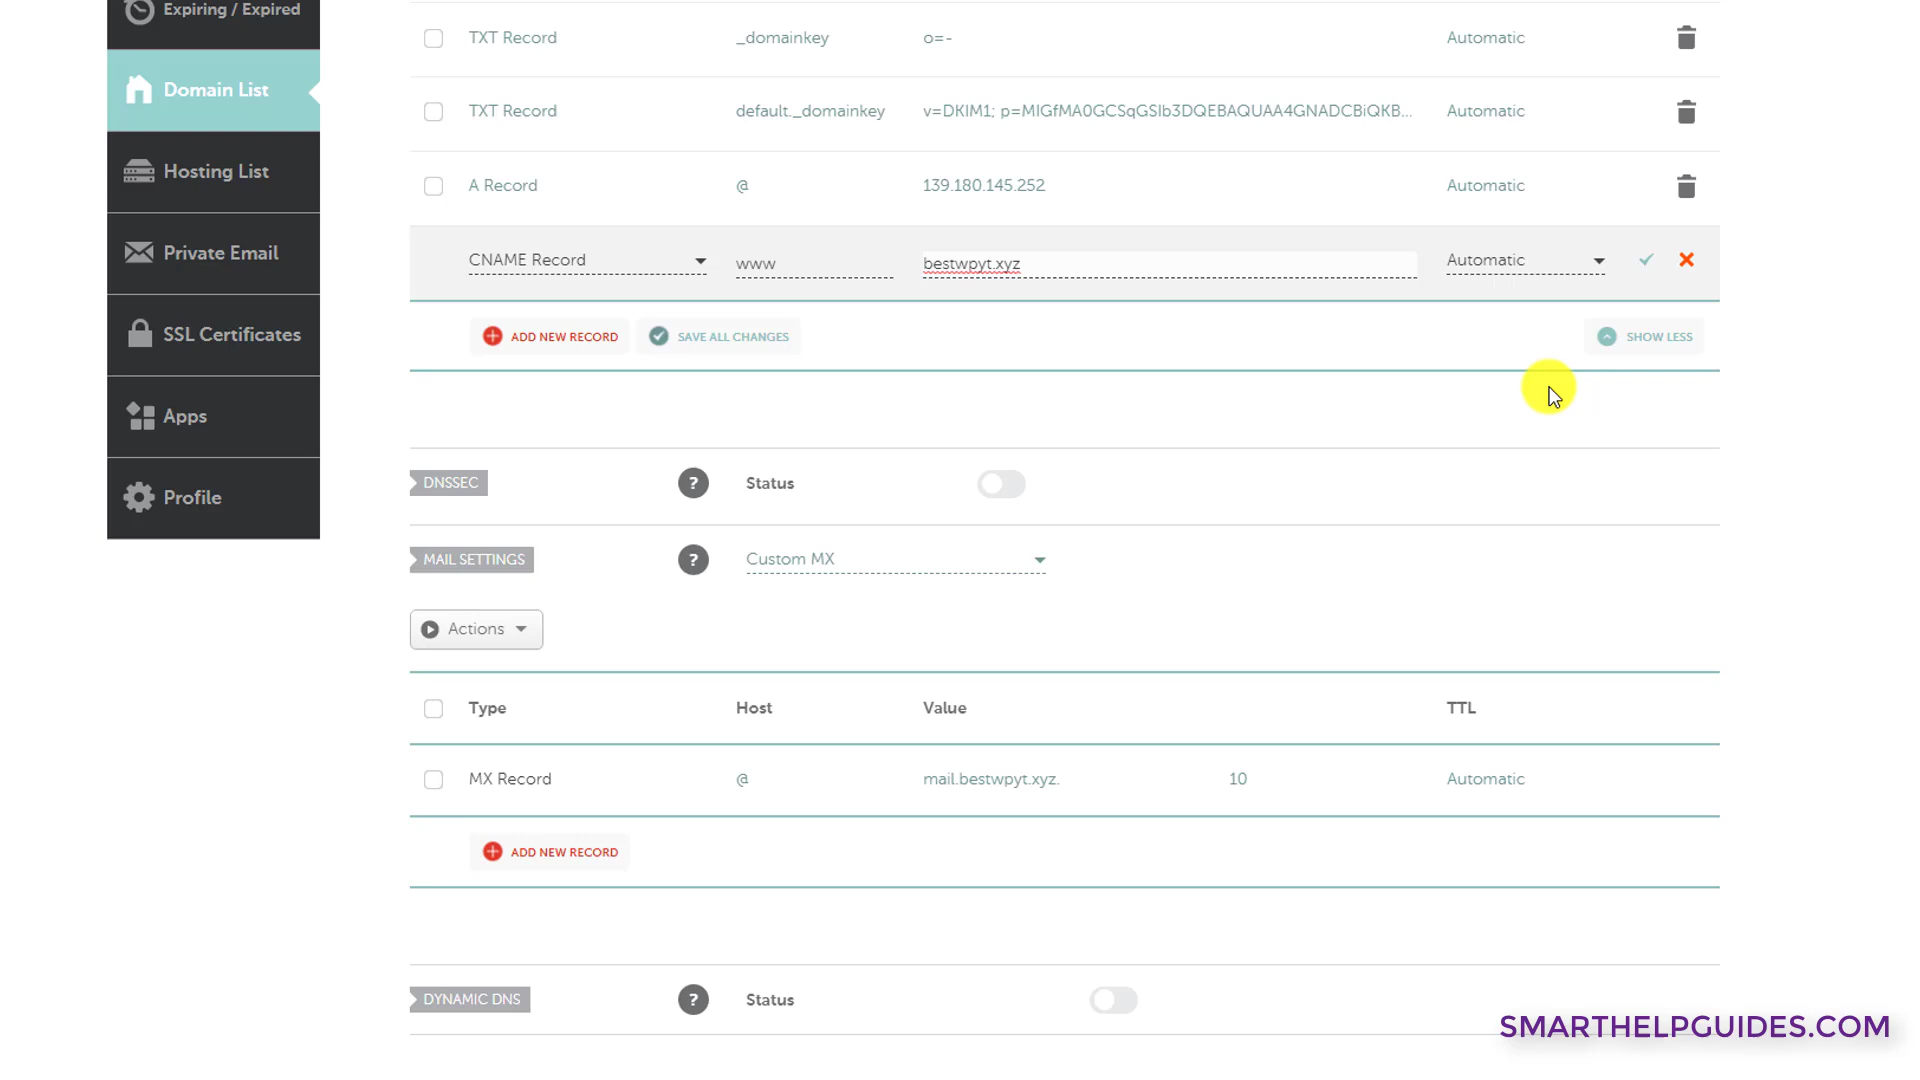 Expiring / Expired
TXT Record _domainkey o=- Automatic
Domain List
TXT Record default._domainkey v=DKIM1; p=MIGfMA0GCSqGSIb3DQEBAQUAA4GNADCBiQKB... Automatic
Hosting List
A Record @ 139.180.145.252 Automatic
Private Email
CNAME Record www bestwpyt.xyz Automatic
SSL Certificates
ADD NEW RECORD SAVE ALL CHANGES SHOW LESS
Apps
Profile
DNSSEC ? Status
MAIL SETTINGS ? Custom MX
Actions
Type Host Value TTL
MX Record @ mail.bestwpyt.xyz. 10 Automatic
ADD NEW RECORD
DYNAMIC DNS ? Status
SMARTHELPGUIDES.COM